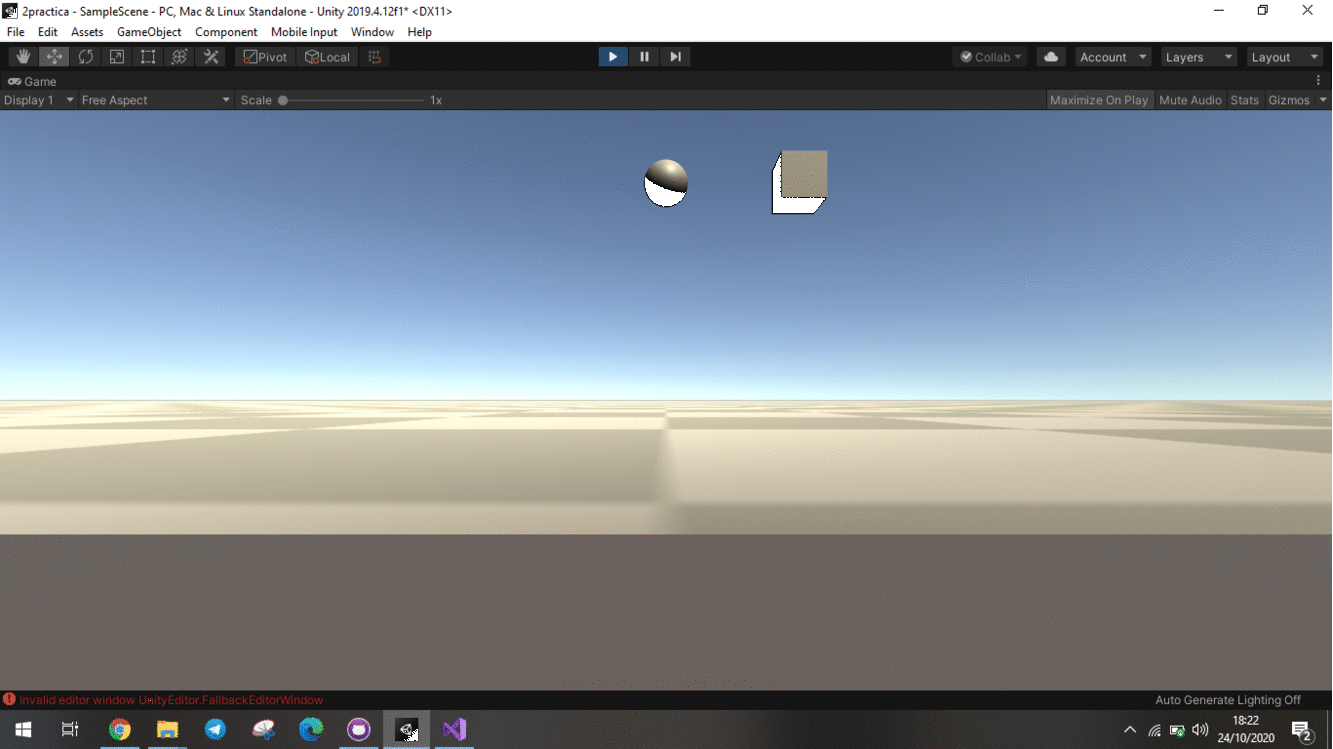 2practica - SampleScene - PC, Mac & Linux Standalone - Unity 2019.4.12f1* <DX11>
File Edit Assets GameObject Component Mobile Input Window Help
Pivot Local Collab Account Layers Layout
Game
Display 1 Free Aspect Scale 1x Maximize On Play Mute Audio Stats Gizmos
Invalid editor window UnityEditor.FallbackEditorWindow Auto Generate Lighting Off
18:22
24/10/2020
2